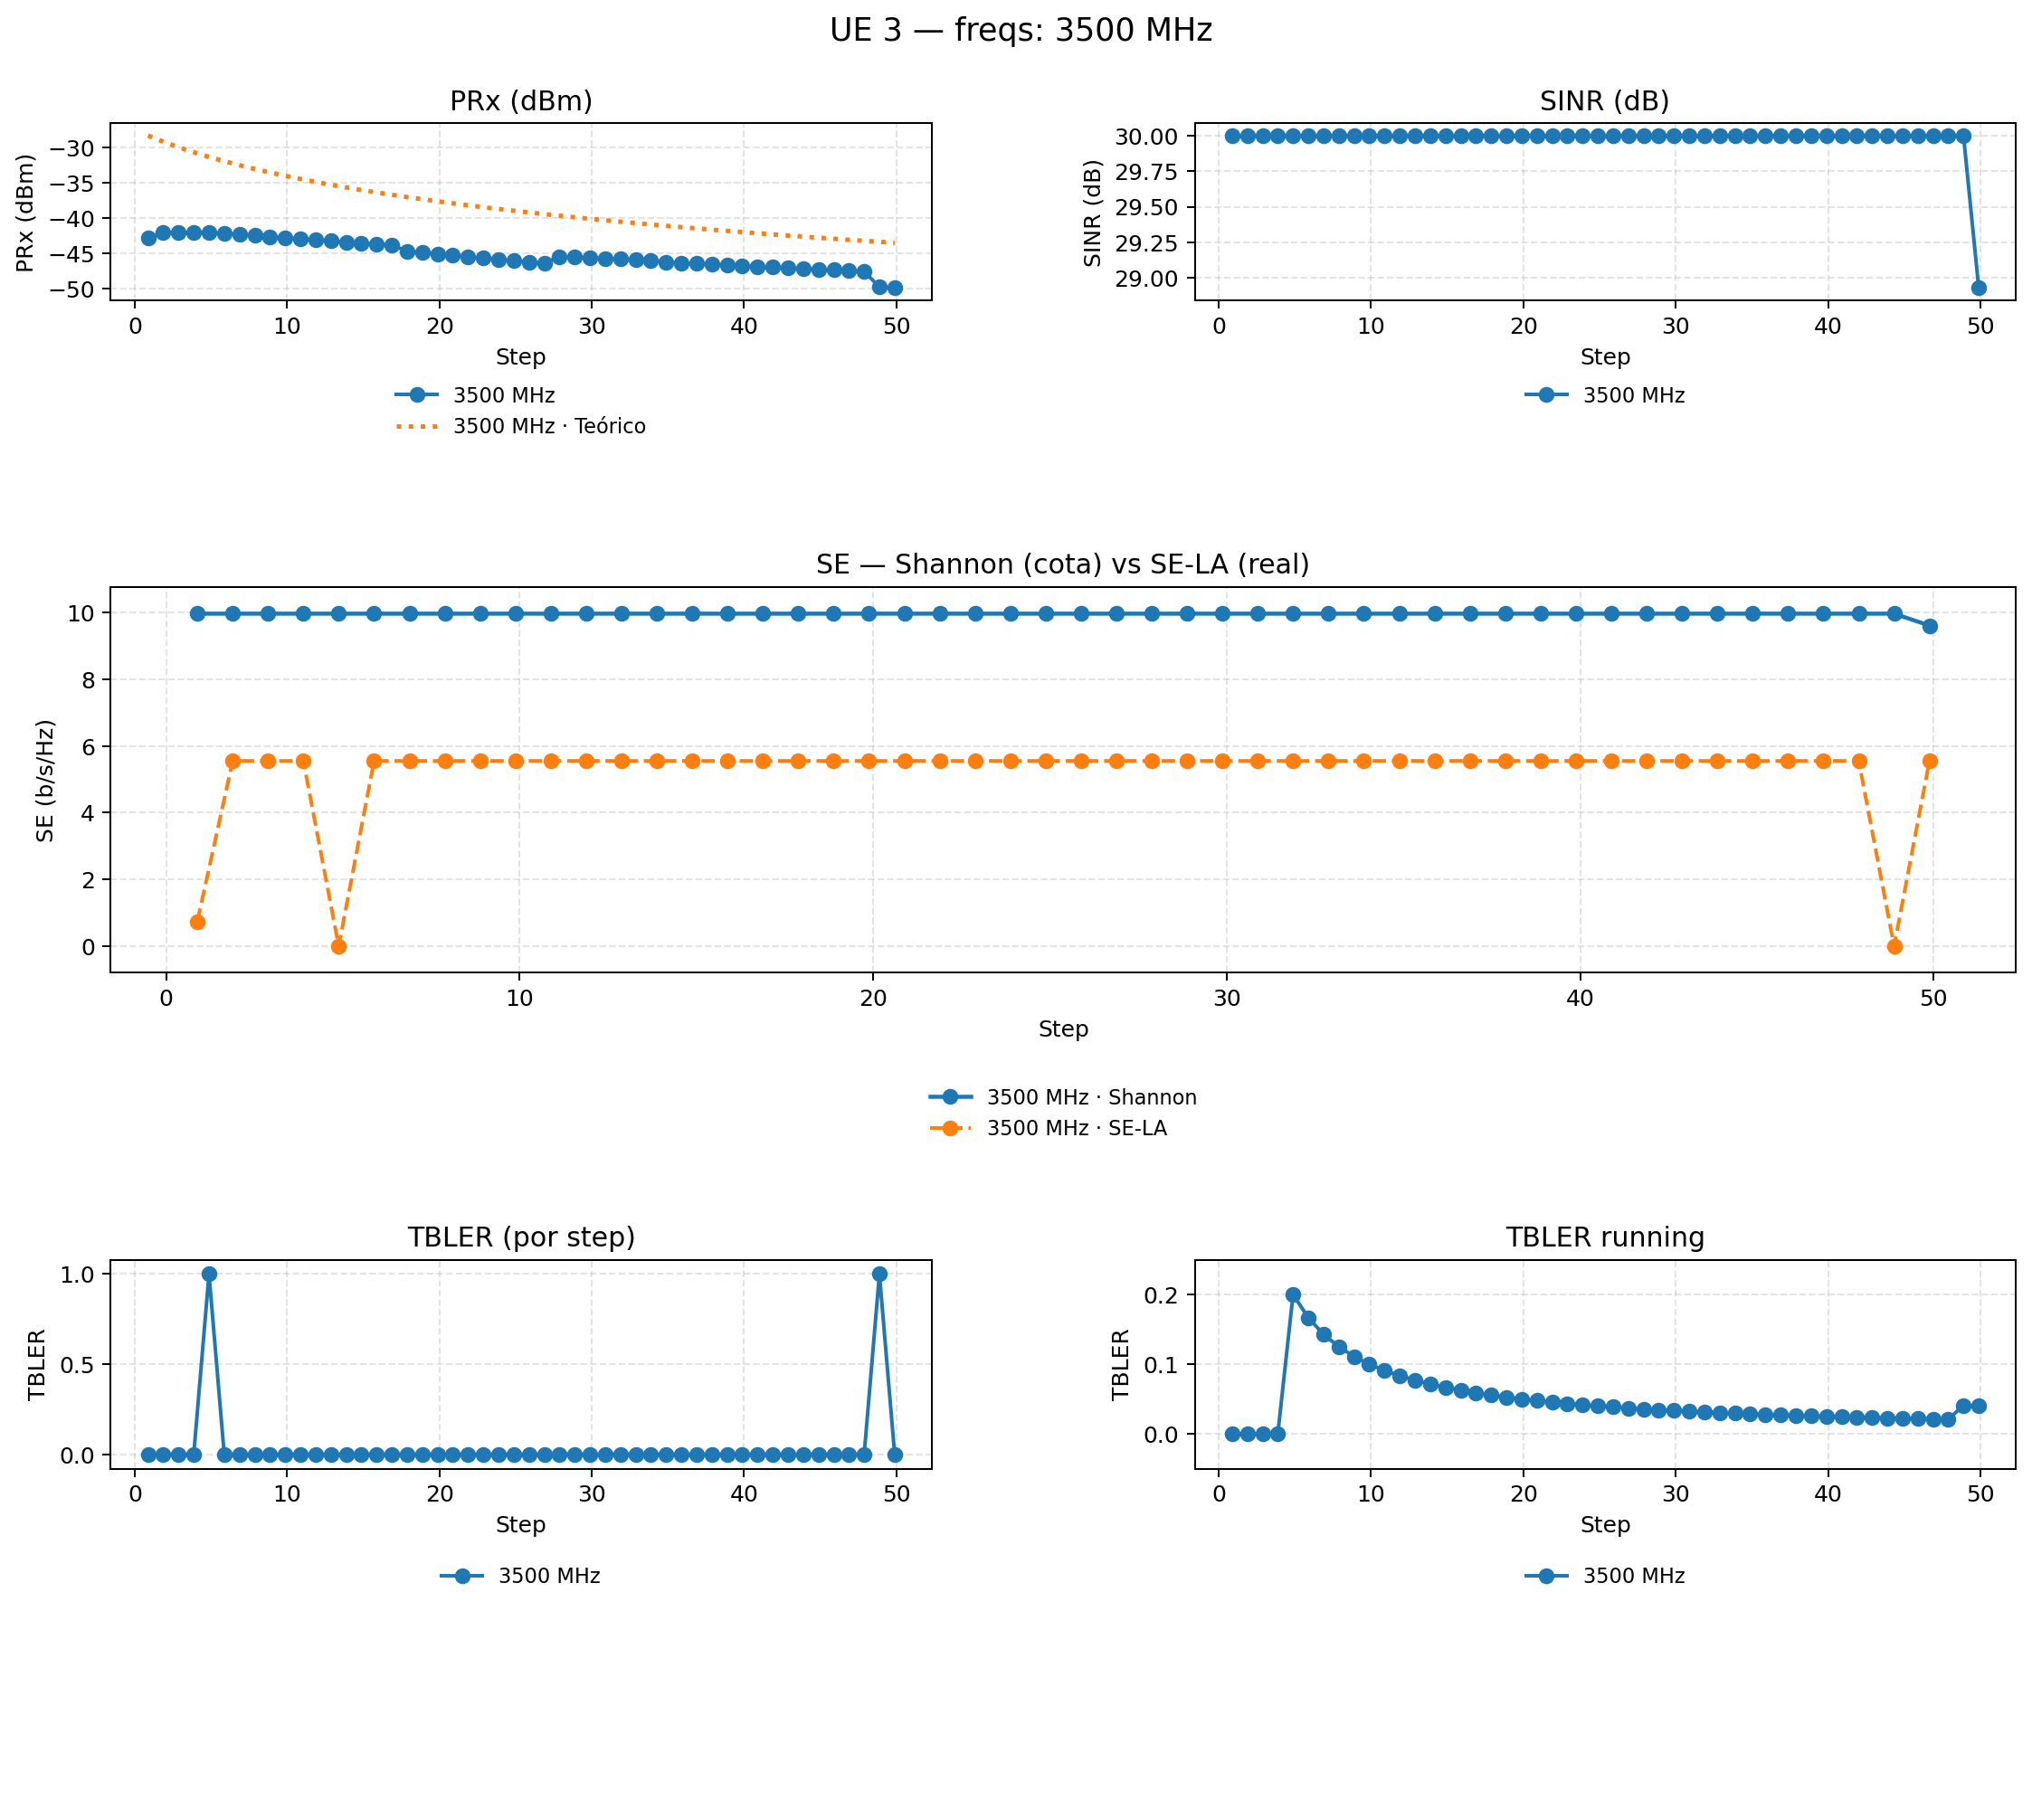 UE 3 — freqs: 3500 MHz
PRx (dBm)
PRx (dBm)
−30
−35
−40
−45
−50
0 10 20 30 40 50
Step
3500 MHz
3500 MHz · Teórico
SINR (dB)
SINR (dB)
30.00
29.75
29.50
29.25
29.00
0 10 20 30 40 50
Step
3500 MHz
SE — Shannon (cota) vs SE-LA (real)
SE (b/s/Hz)
10
8
6
4
2
0
0 10 20 30 40 50
Step
3500 MHz · Shannon
3500 MHz · SE-LA
TBLER (por step)
TBLER
1.0
0.5
0.0
0 10 20 30 40 50
Step
3500 MHz
TBLER running
TBLER
0.2
0.1
0.0
0 10 20 30 40 50
Step
3500 MHz